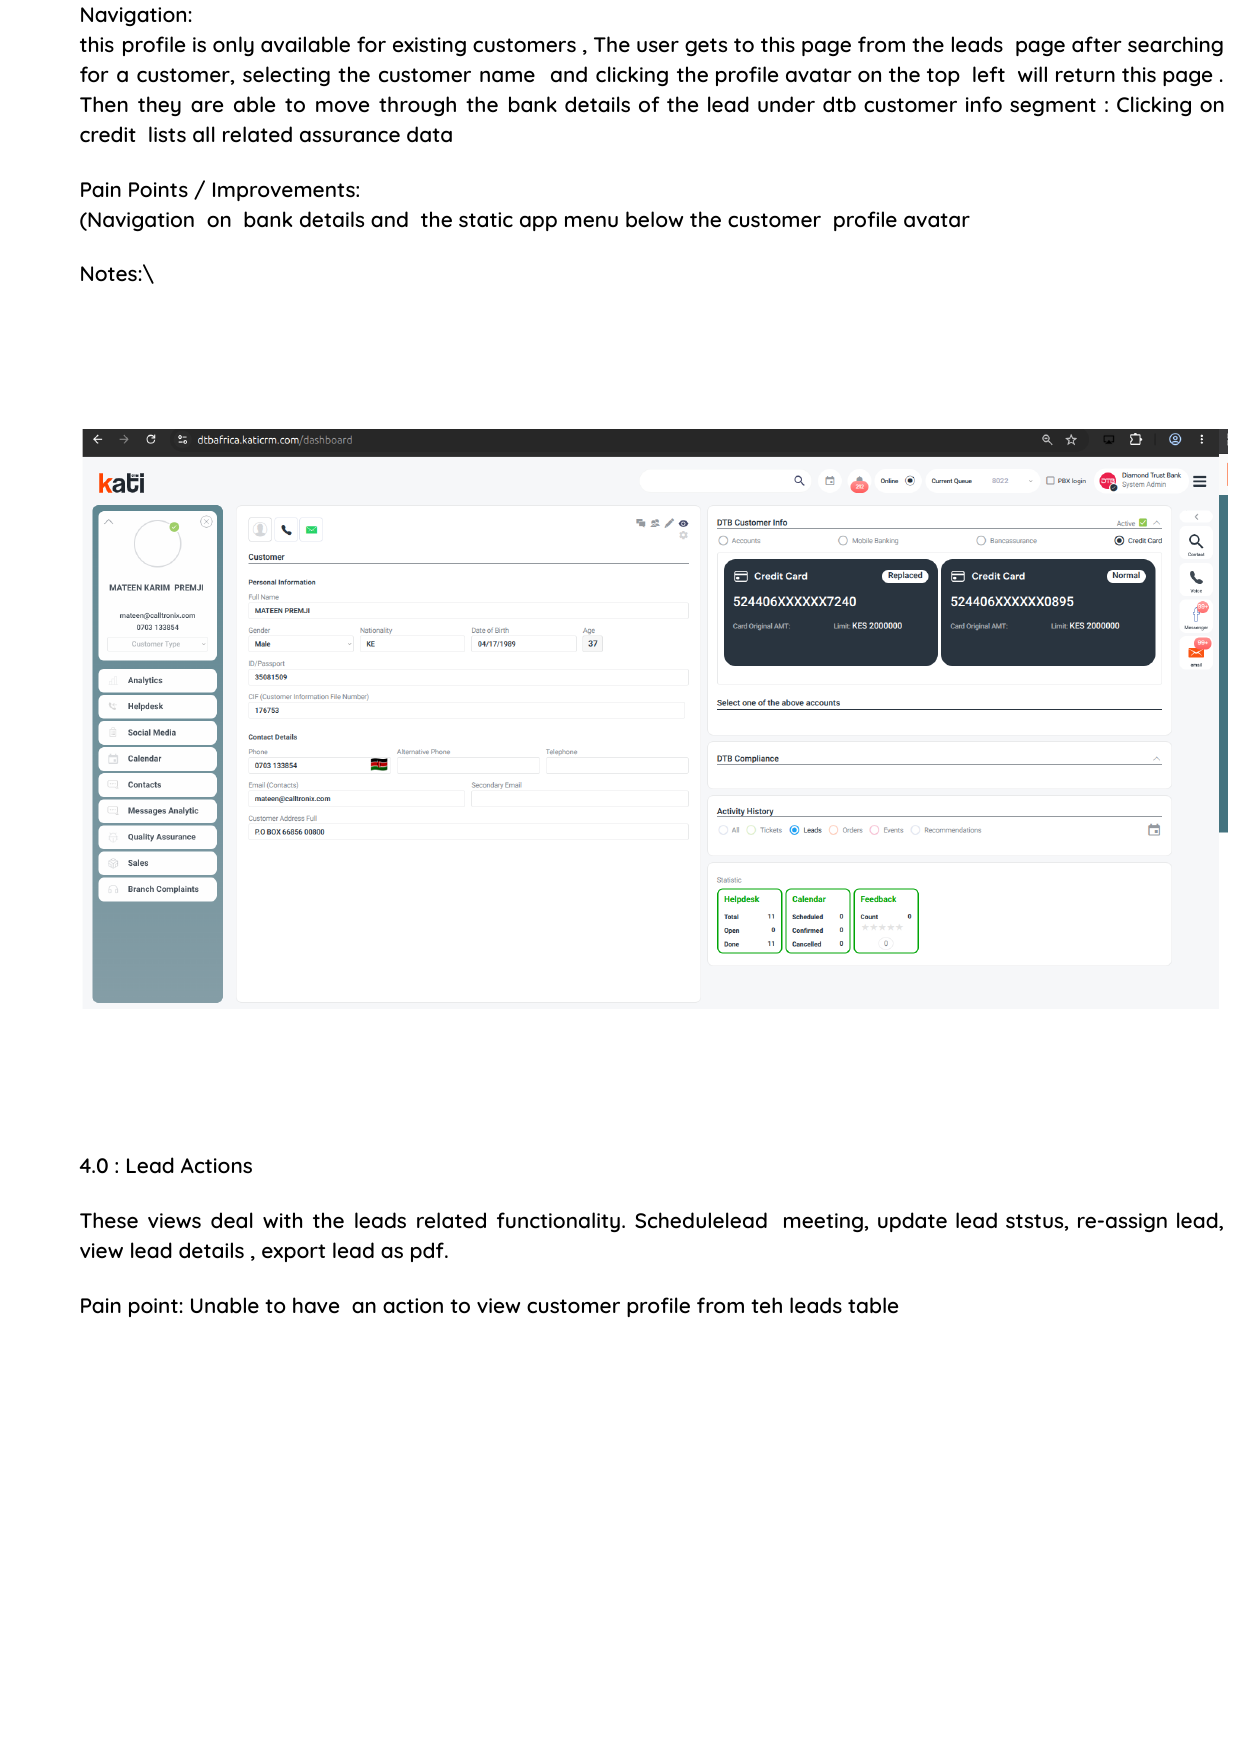 Navigation:
this profile is only available for existing customers , The user gets to this page from the leads page after searching
for a customer, selecting the customer name and clicking the profile avatar on the top left will return this page .
Then they are able to move through the bank details of the lead under dtb customer info segment : Clicking on
credit lists all related assurance data
Pain Points / Improvements:
(Navigation on bank details and the static app menu below the customer profile avatar
Notes:\
dtbafrica.katicrm.com/dashboard
kati
Online
Current Queue 8022
PBX login
Diamond Trust Bank
System Admin
MATEEN KARIM PREMJI
mateen@calltronix.com
0703 133854
Customer Type
Analytics
Helpdesk
Social Media
Calendar
Contacts
Messages Analytic
Quality Assurance
Sales
Branch Complaints
Customer
Personal Information
Full Name
MATEEN PREMJI
Gender Nationality Date of Birth Age
Male KE 04/17/1989 37
ID/Passport
35081509
CIF (Customer Information File Number)
176753
Contact Details
Phone Alternative Phone Telephone
0703 133854
Email (Contacts) Secondary Email
mateen@calltronix.com
Customer Address Full
P.O BOX 66856 00800
DTB Customer Info Active
Accounts Mobile Banking Bancassurance Credit Card
Credit Card Replaced
524406XXXXXX7240
Card Original AMT: Limit: KES 2000000
Credit Card Normal
524406XXXXXX0895
Card Original AMT: Limit: KES 2000000
Select one of the above accounts
DTB Compliance
Activity History
All Tickets Leads Orders Events Recommendations
Statistic
Helpdesk
Total 11
Open 0
Done 11
Calendar
Scheduled 0
Confirmed 0
Cancelled 0
Feedback
Count 0
0
Contact
Voice
99+
Messenger
99+
email
4.0 : Lead Actions
These views deal with the leads related functionality. Schedulelead meeting, update lead ststus, re-assign lead,
view lead details , export lead as pdf.
Pain point: Unable to have an action to view customer profile from teh leads table